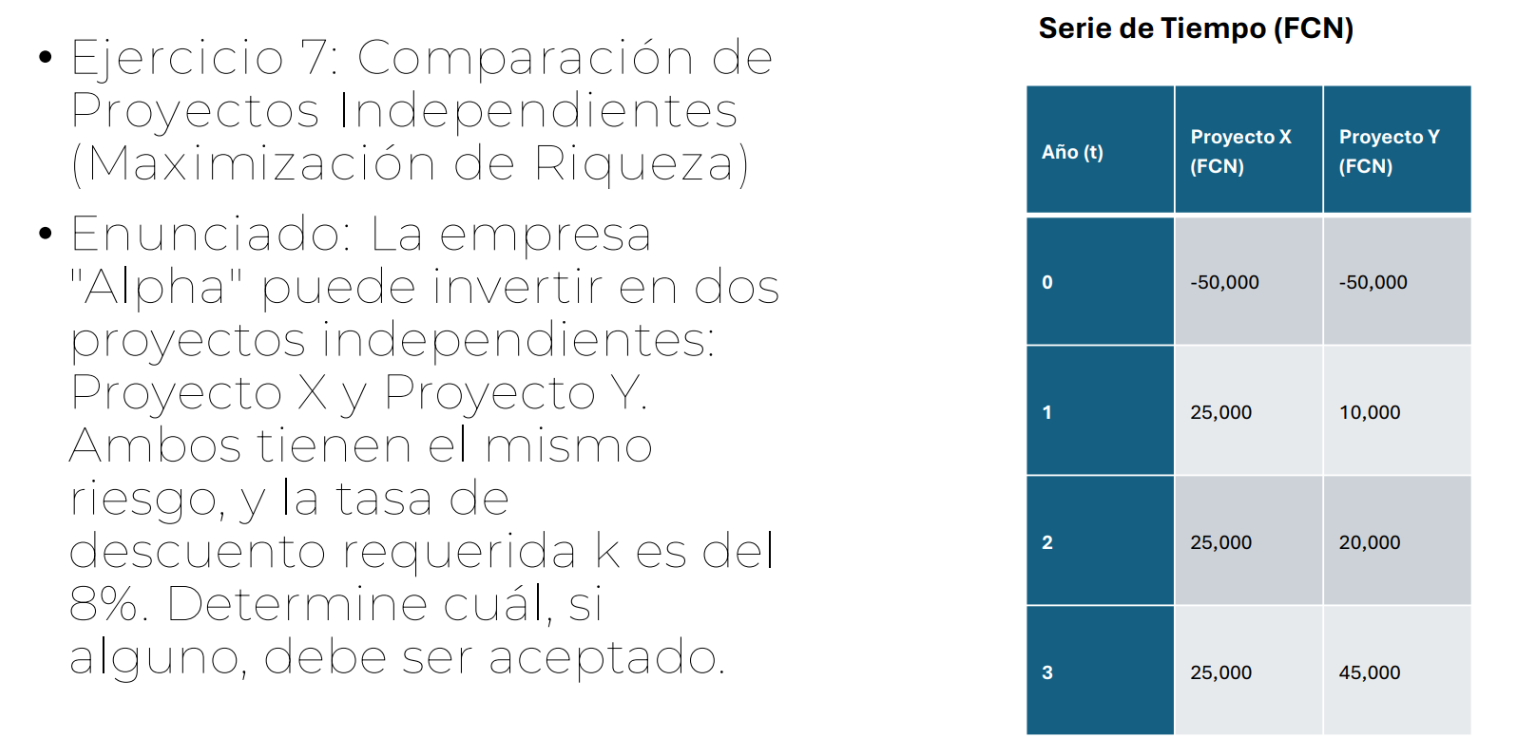 • Ejercicio 7: Comparación de
Proyectos Independientes
(Maximización de Riqueza)
• Enunciado: La empresa
"Alpha" puede invertir en dos
proyectos independientes:
Proyecto X y Proyecto Y.
Ambos tienen el mismo
riesgo, y la tasa de
descuento requerida k es del
8%. Determine cuál, si
alguno, debe ser aceptado.
Serie de Tiempo (FCN)
Año (t) Proyecto X (FCN) Proyecto Y (FCN)
0 -50,000 -50,000
1 25,000 10,000
2 25,000 20,000
3 25,000 45,000